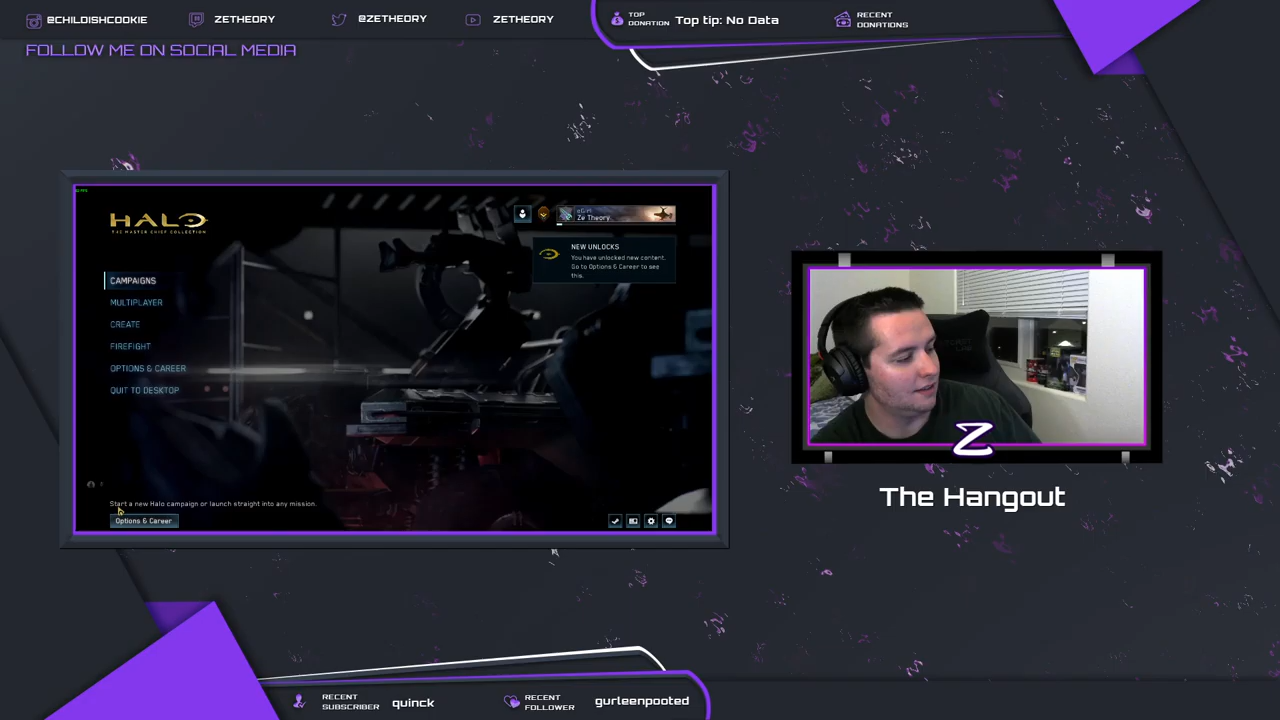 @CHILDISHCOOKIE
ZETHEORY
@ZETHEORY
ZETHEORY
TOP DONATION
Top tip: No Data
RECENT DONATIONS
FOLLOW ME ON SOCIAL MEDIA
HALO
THE MASTER CHIEF COLLECTION
Ze Theory
NEW UNLOCKS
You have unlocked new content.
Go to Options & Career to see
this.
CAMPAIGNS
MULTIPLAYER
CREATE
FIREFIGHT
OPTIONS & CAREER
QUIT TO DESKTOP
Start a new Halo campaign or launch straight into any mission.
Options & Career
Z
The Hangout
RECENT SUBSCRIBER
quinck
RECENT FOLLOWER
gurleenpooted